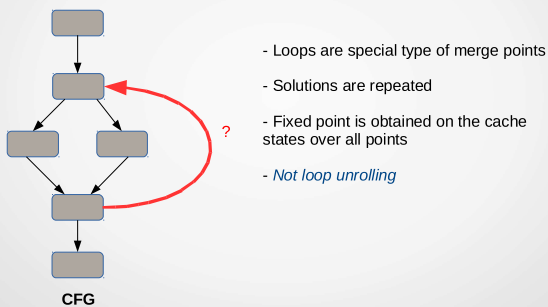 - Loops are special type of merge points
- Solutions are repeated
- Fixed point is obtained on the cache
states over all points
?
- Not loop unrolling
CFG